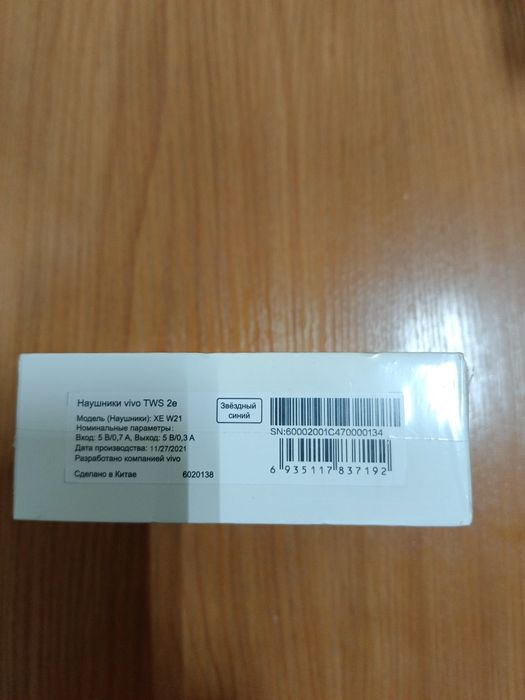 Наушники vivo TWS 2e
Звёздный
синий
Модель (Наушники): XE W21
Номинальные параметры:
Вход: 5 В/0,7 А, Выход: 5 В/0,3 А
Дата производства: 11/27/2021
Разработано компанией vivo
Сделано в Китае 6020138
SN:60002001C470000134
6 935117 837192